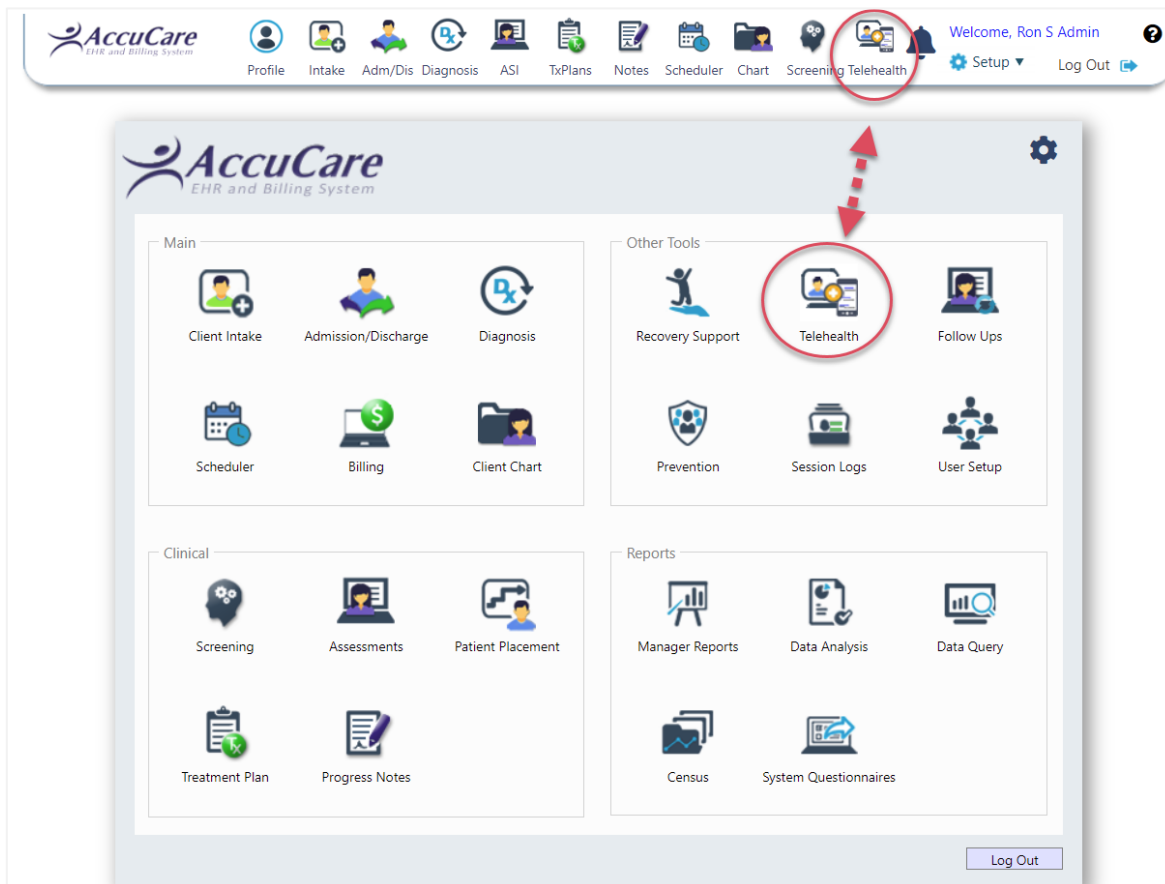 AccuCare
EHR and Billing System
Profile Intake Adm/Dis Diagnosis ASI TxPlans Notes Scheduler Chart Screening Telehealth
Welcome, Ron S Admin
Setup ▼ Log Out
AccuCare
EHR and Billing System
Main
Client Intake Admission/Discharge Diagnosis
Scheduler Billing Client Chart
Other Tools
Recovery Support Telehealth Follow Ups
Prevention Session Logs User Setup
Clinical
Screening Assessments Patient Placement
Treatment Plan Progress Notes
Reports
Manager Reports Data Analysis Data Query
Census System Questionnaires
Log Out